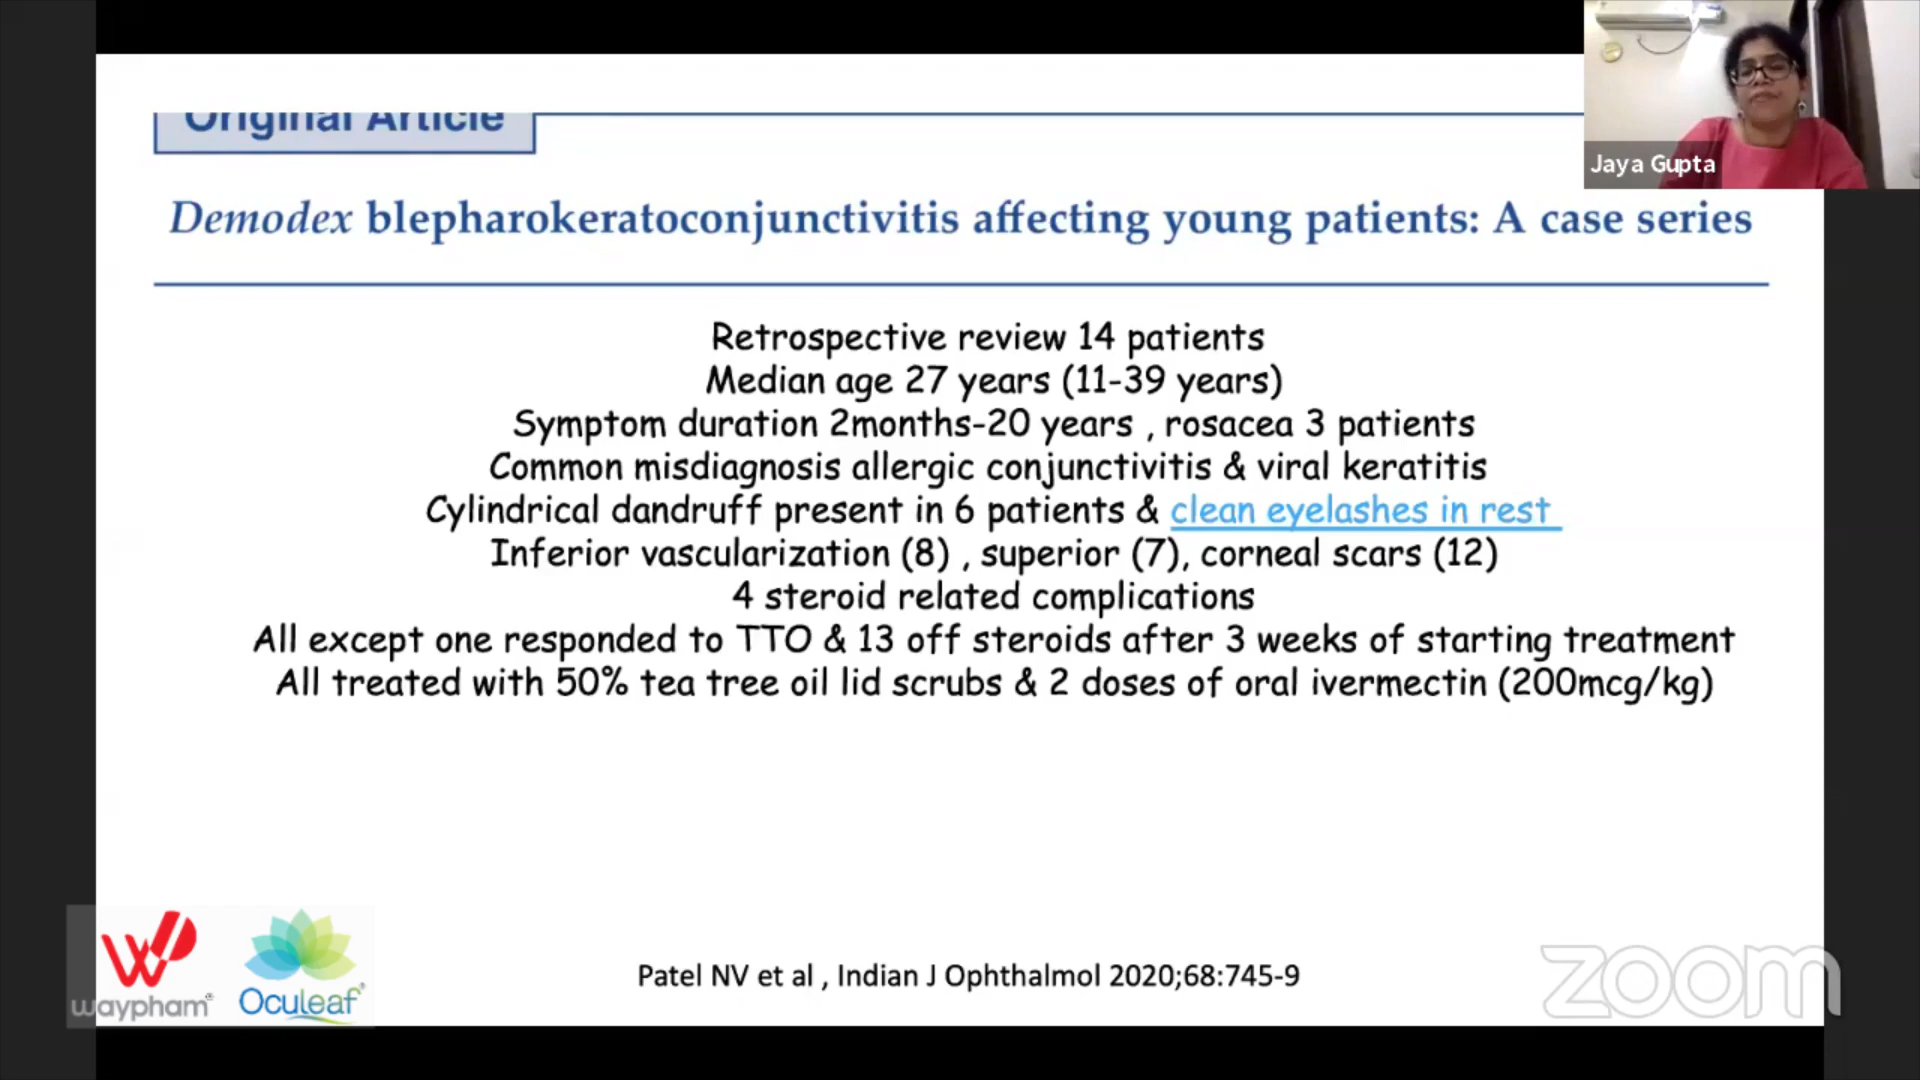 Original Article
Jaya Gupta
Demodex blepharokeratoconjunctivitis affecting young patients: A case series
Retrospective review 14 patients
Median age 27 years (11-39 years)
Symptom duration 2months-20 years , rosacea 3 patients
Common misdiagnosis allergic conjunctivitis & viral keratitis
Cylindrical dandruff present in 6 patients & clean eyelashes in rest
Inferior vascularization (8) , superior (7), corneal scars (12)
4 steroid related complications
All except one responded to TTO & 13 off steroids after 3 weeks of starting treatment
All treated with 50% tea tree oil lid scrubs & 2 doses of oral ivermectin (200mcg/kg)
Patel NV et al , Indian J Ophthalmol 2020;68:745-9
waypham®
Oculeaf®
zoom